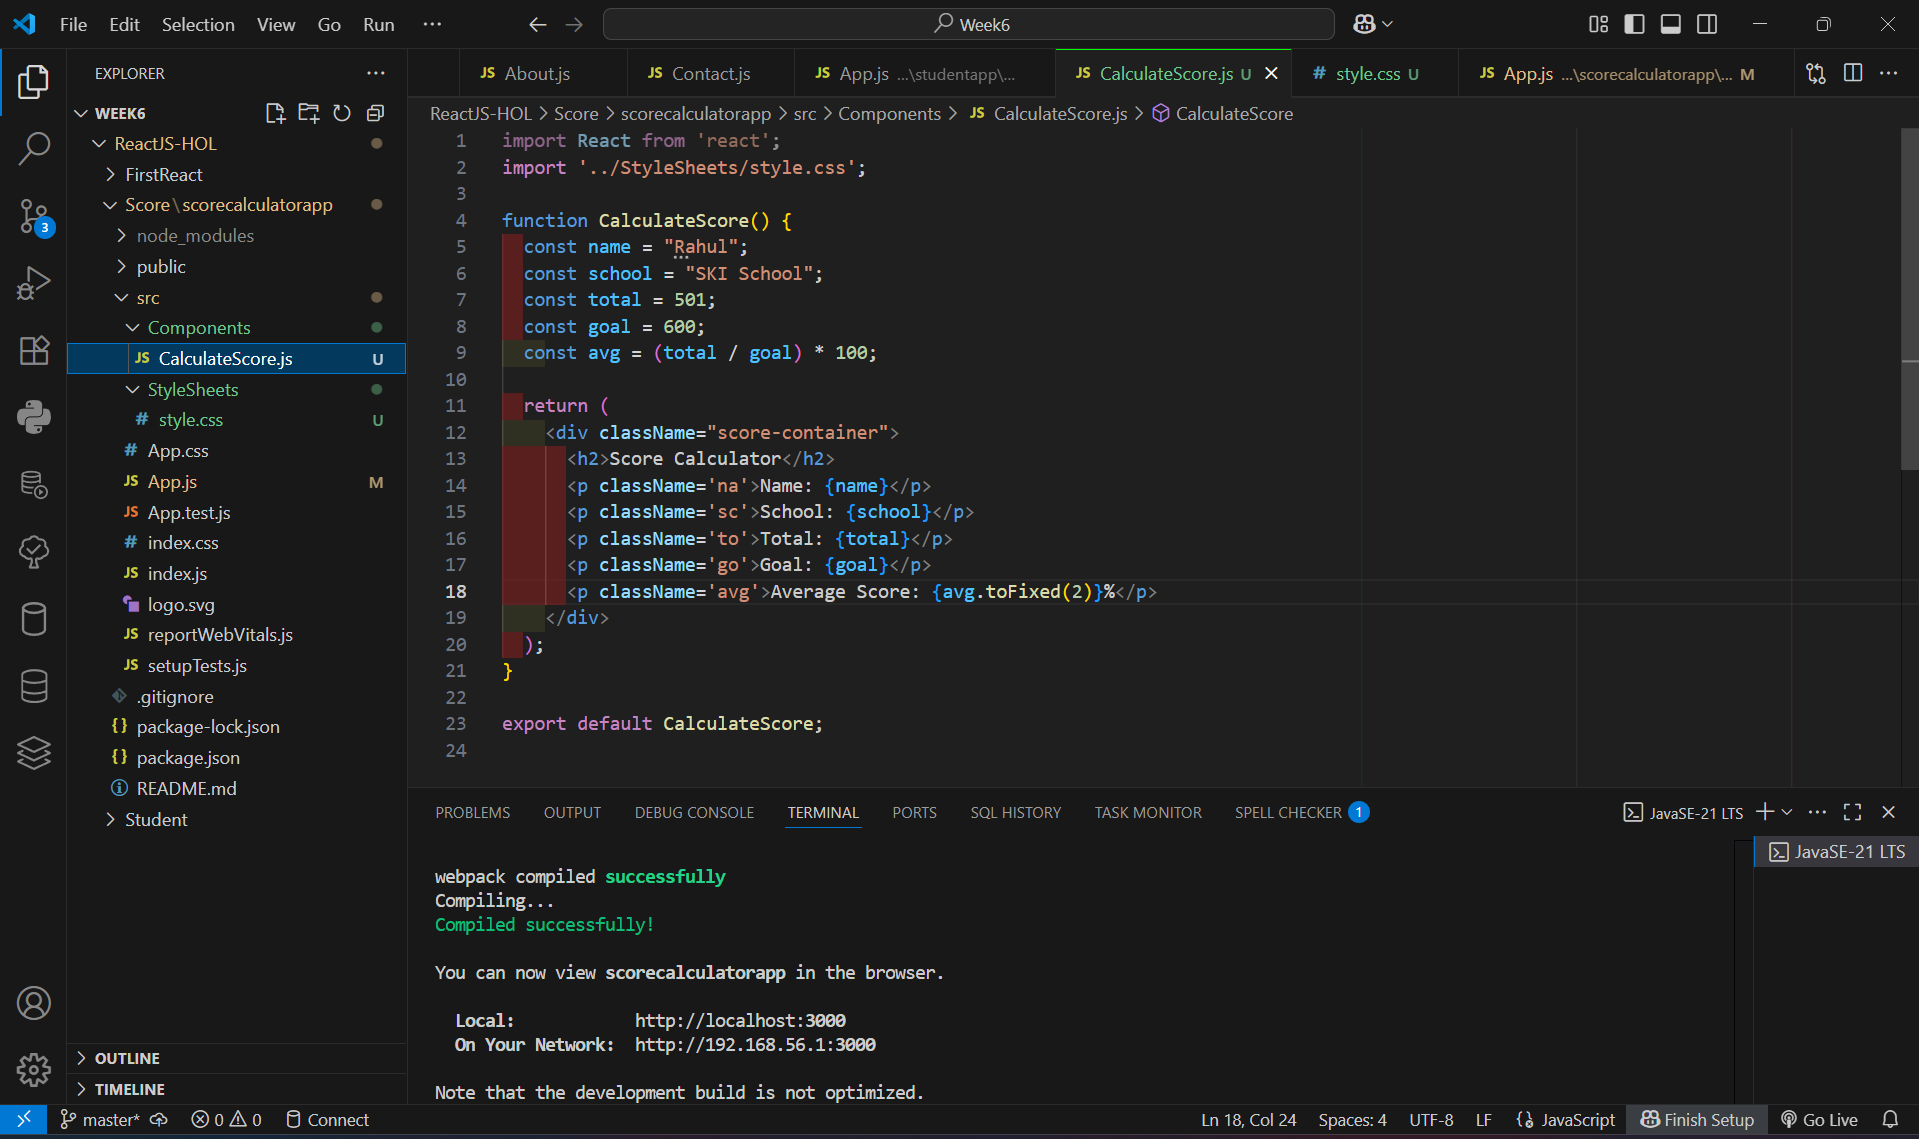 File Edit Selection View Go Run ··· Week6
EXPLORER ···
WEEK6
ReactJS-HOL
FirstReact
Score\scorecalculatorapp
node_modules
public
src
Components
JS CalculateScore.js U
StyleSheets
# style.css U
# App.css
JS App.js M
JS App.test.js
# index.css
JS index.js
logo.svg
JS reportWebVitals.js
JS setupTests.js
.gitignore
{} package-lock.json
{} package.json
README.md
Student
OUTLINE
TIMELINE
3
JS About.js JS Contact.js JS App.js ...\studentapp\... JS CalculateScore.js U # style.css U JS App.js ...\scorecalculatorapp\... M ···
ReactJS-HOL > Score > scorecalculatorapp > src > Components > JS CalculateScore.js > CalculateScore
1 import React from 'react';
2 import '../StyleSheets/style.css';
3
4 function CalculateScore() {
5 const name = "Rahul";
6 const school = "SKI School";
7 const total = 501;
8 const goal = 600;
9 const avg = (total / goal) * 100;
10
11 return (
12 <div className="score-container">
13 <h2>Score Calculator</h2>
14 <p className='na'>Name: {name}</p>
15 <p className='sc'>School: {school}</p>
16 <p className='to'>Total: {total}</p>
17 <p className='go'>Goal: {goal}</p>
18 <p className='avg'>Average Score: {avg.toFixed(2)}%</p>
19 </div>
20 );
21 }
22
23 export default CalculateScore;
24
PROBLEMS OUTPUT DEBUG CONSOLE TERMINAL PORTS SQL HISTORY TASK MONITOR SPELL CHECKER 1 JavaSE-21 LTS ···
JavaSE-21 LTS
webpack compiled successfully
Compiling...
Compiled successfully!
You can now view scorecalculatorapp in the browser.
Local: http://localhost:3000
On Your Network: http://192.168.56.1:3000
Note that the development build is not optimized.
master* 0 0 Connect Ln 18, Col 24 Spaces: 4 UTF-8 LF JavaScript Finish Setup Go Live